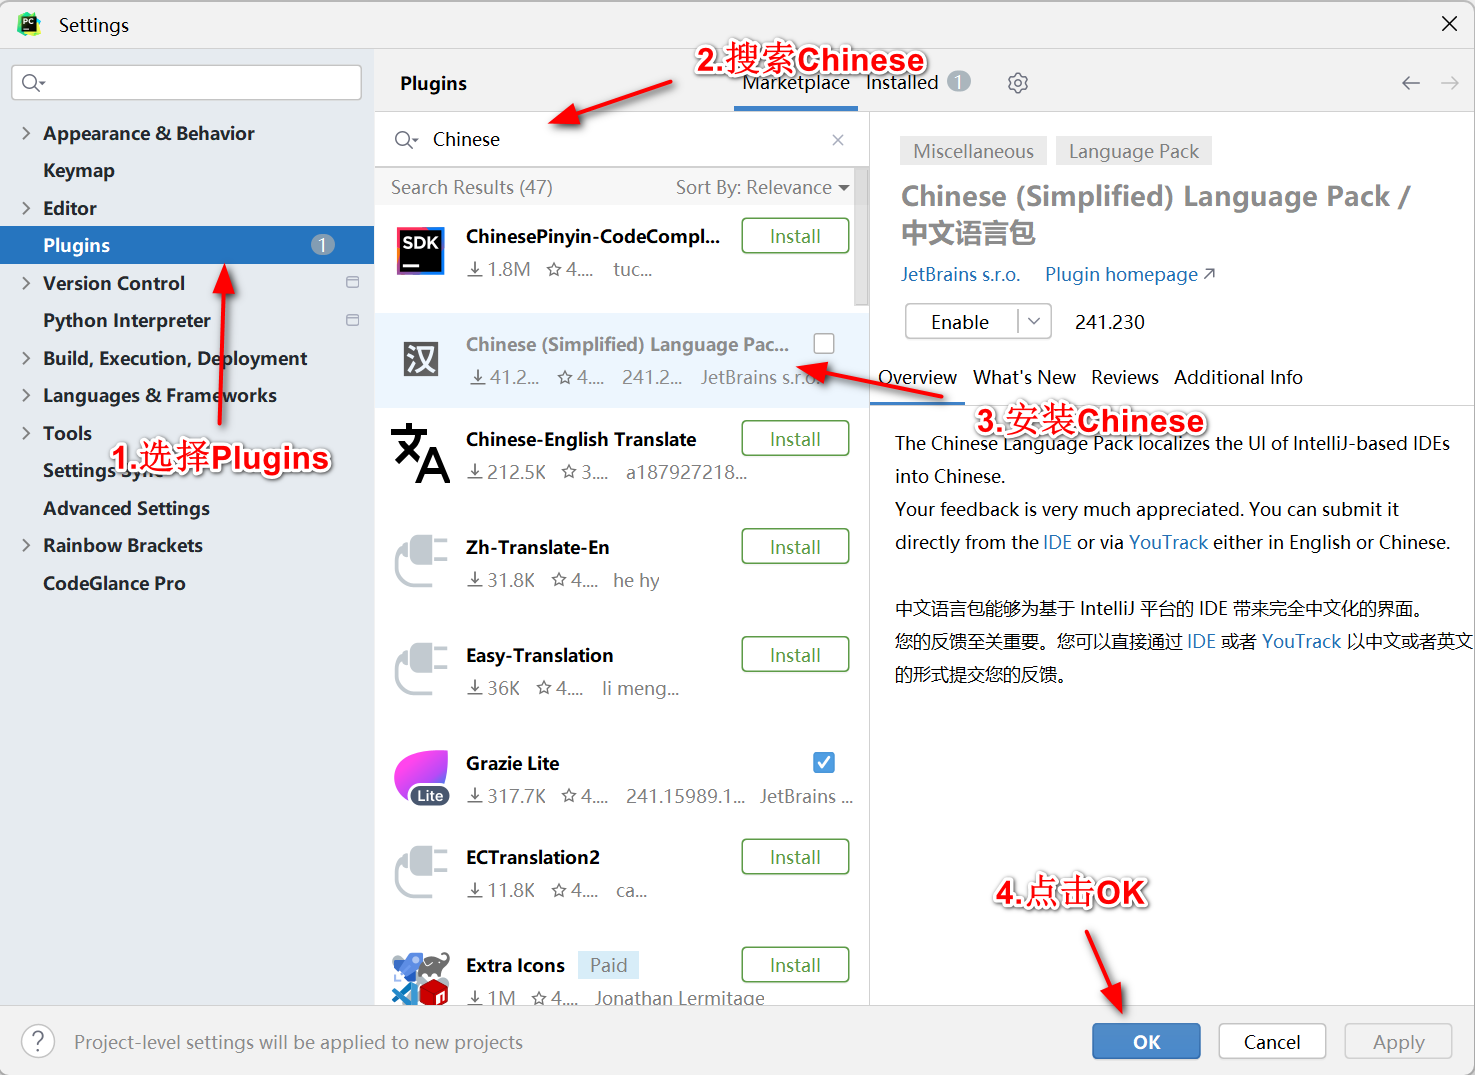 PC
Settings
2.搜索Chinese
Plugins
Marketplace
Installed
1
Appearance & Behavior
Keymap
Editor
Plugins
1
Version Control
Python Interpreter
Build, Execution, Deployment
Languages & Frameworks
Tools
1.选择Plugins
Settings Sync
Advanced Settings
Rainbow Brackets
CodeGlance Pro
Chinese
Search Results (47)
Sort By: Relevance
SDK
ChinesePinyin-CodeCompl...
Install
1.8M
4....
tuc...
汉
Chinese (Simplified) Language Pac...
41.2...
4....
241.2...
JetBrains s.r.o.
Chinese-English Translate
Install
212.5K
3....
a187927218...
Zh-Translate-En
Install
31.8K
4....
he hy
Easy-Translation
Install
36K
4....
li meng...
Lite
Grazie Lite
317.7K
4....
241.15989.1...
JetBrains ...
ECTranslation2
Install
11.8K
4....
ca...
Extra Icons
Paid
Install
1M
4....
Jonathan Lermitage
Miscellaneous
Language Pack
Chinese (Simplified) Language Pack /
中文语言包
JetBrains s.r.o.
Plugin homepage
Enable
241.230
Overview
What's New
Reviews
Additional Info
3.安装Chinese
The Chinese Language Pack localizes the UI of IntelliJ-based IDEs
into Chinese.
Your feedback is very much appreciated. You can submit it
directly from the IDE or via YouTrack either in English or Chinese.
中文语言包能够为基于 IntelliJ 平台的 IDE 带来完全中文化的界面。
您的反馈至关重要。您可以直接通过 IDE 或者 YouTrack 以中文或者英文
的形式提交您的反馈。
4.点击OK
?
Project-level settings will be applied to new projects
OK
Cancel
Apply